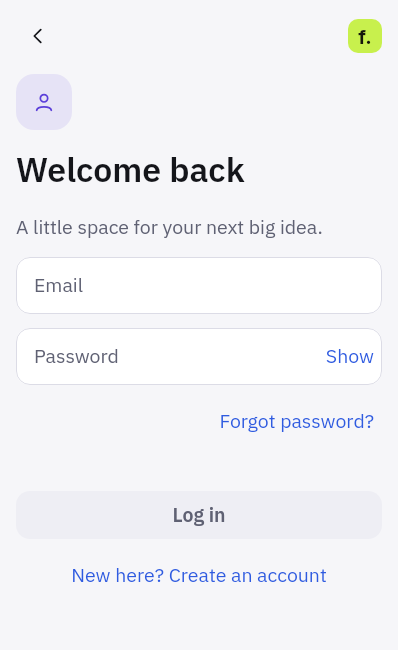 f.
Welcome back
A little space for your next big idea.
Email
Password
Show
Forgot password?
Log in
New here? Create an account